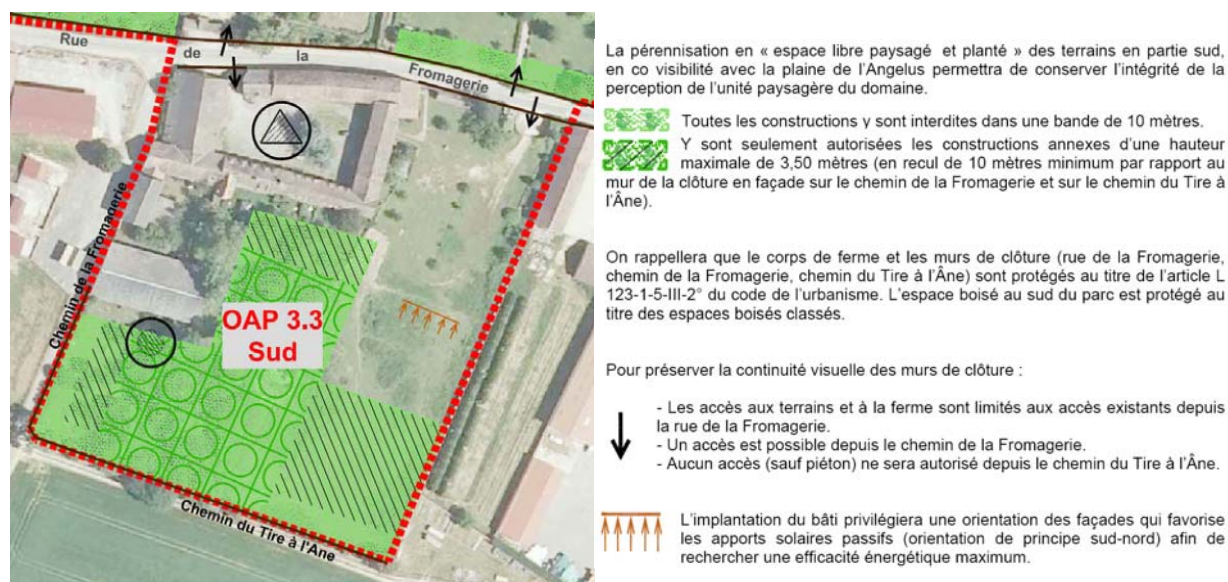 Rue
de
la
Fromagerie
Chemin de la Fromagerie
OAP 3.3
Sud
Chemin du Tire à l'Ane
La pérennisation en « espace libre paysagé et planté » des terrains en partie sud,
en co visibilité avec la plaine de l'Angelus permettra de conserver l'intégrité de la
perception de l'unité paysagère du domaine.
Toutes les constructions y sont interdites dans une bande de 10 mètres.
Y sont seulement autorisées les constructions annexes d'une hauteur
maximale de 3,50 mètres (en recul de 10 mètres minimum par rapport au
mur de la clôture en façade sur le chemin de la Fromagerie et sur le chemin du Tire à
l'Âne).
On rappellera que le corps de ferme et les murs de clôture (rue de la Fromagerie,
chemin de la Fromagerie, chemin du Tire à l'Âne) sont protégés au titre de l'article L
123-1-5-III-2° du code de l'urbanisme. L'espace boisé au sud du parc est protégé au
titre des espaces boisés classés.
Pour préserver la continuité visuelle des murs de clôture :
- Les accès aux terrains et à la ferme sont limités aux accès existants depuis
la rue de la Fromagerie.
- Un accès est possible depuis le chemin de la Fromagerie.
- Aucun accès (sauf piéton) ne sera autorisé depuis le chemin du Tire à l'Âne.
L'implantation du bâti privilégiera une orientation des façades qui favorise
les apports solaires passifs (orientation de principe sud-nord) afin de
rechercher une efficacité énergétique maximum.